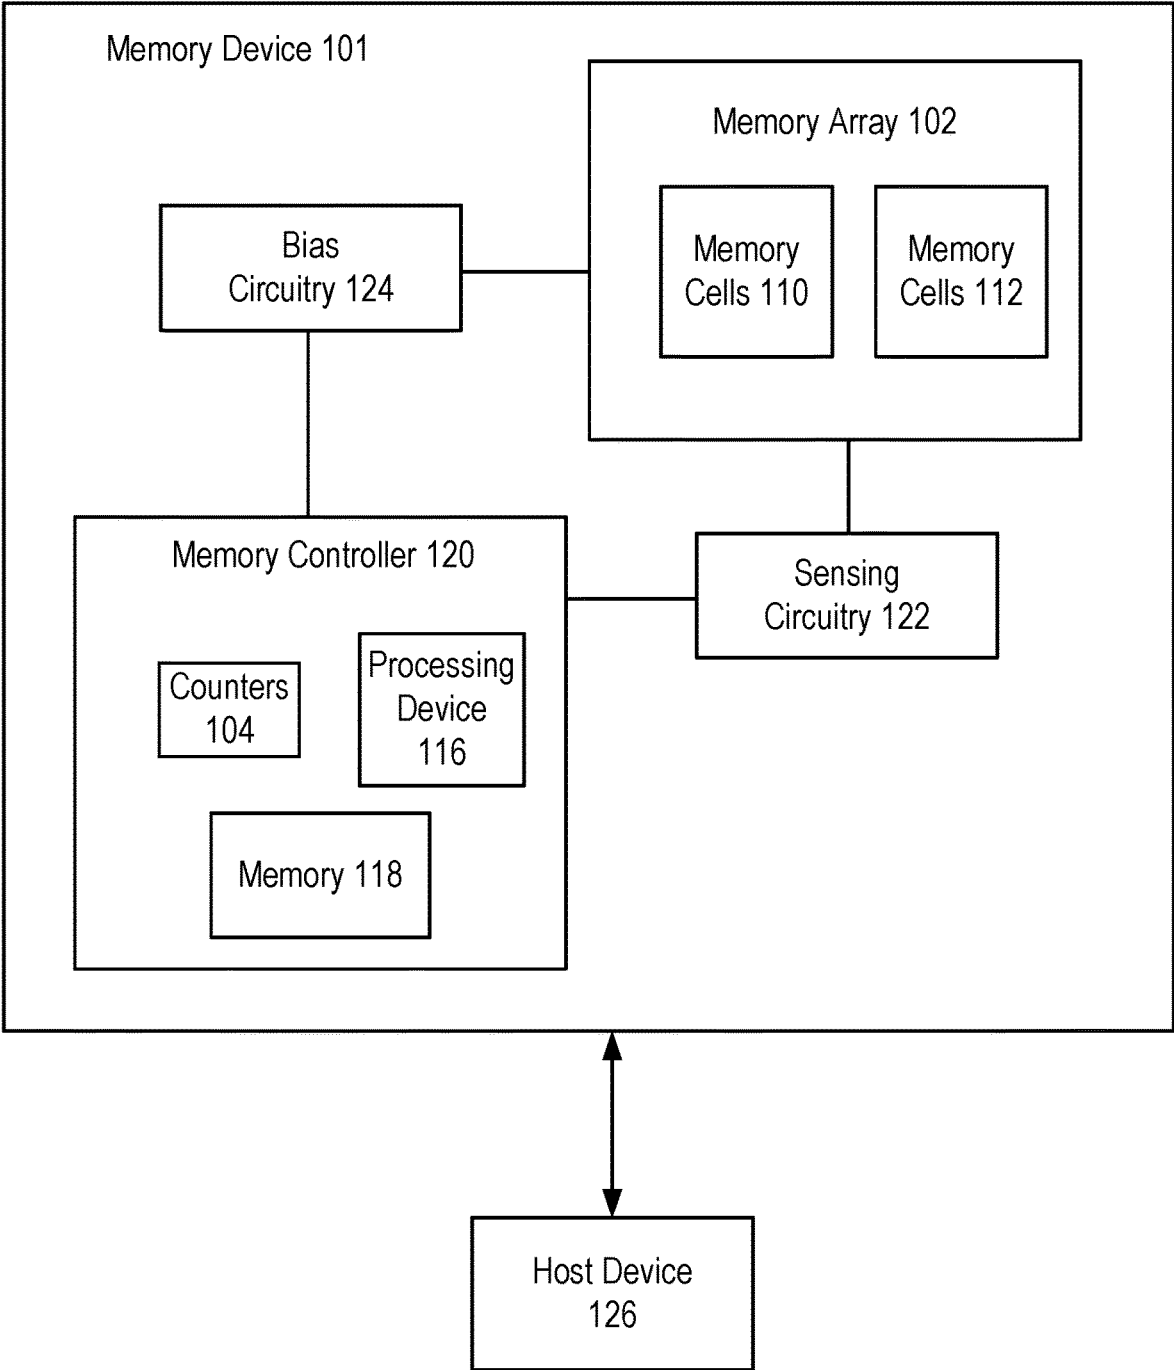 Memory Device 101
Memory Array 102
Memory
Cells 110
Memory
Cells 112
Bias
Circuitry 124
Memory Controller 120
Counters
104
Processing
Device
116
Memory 118
Sensing
Circuitry 122
Host Device
126